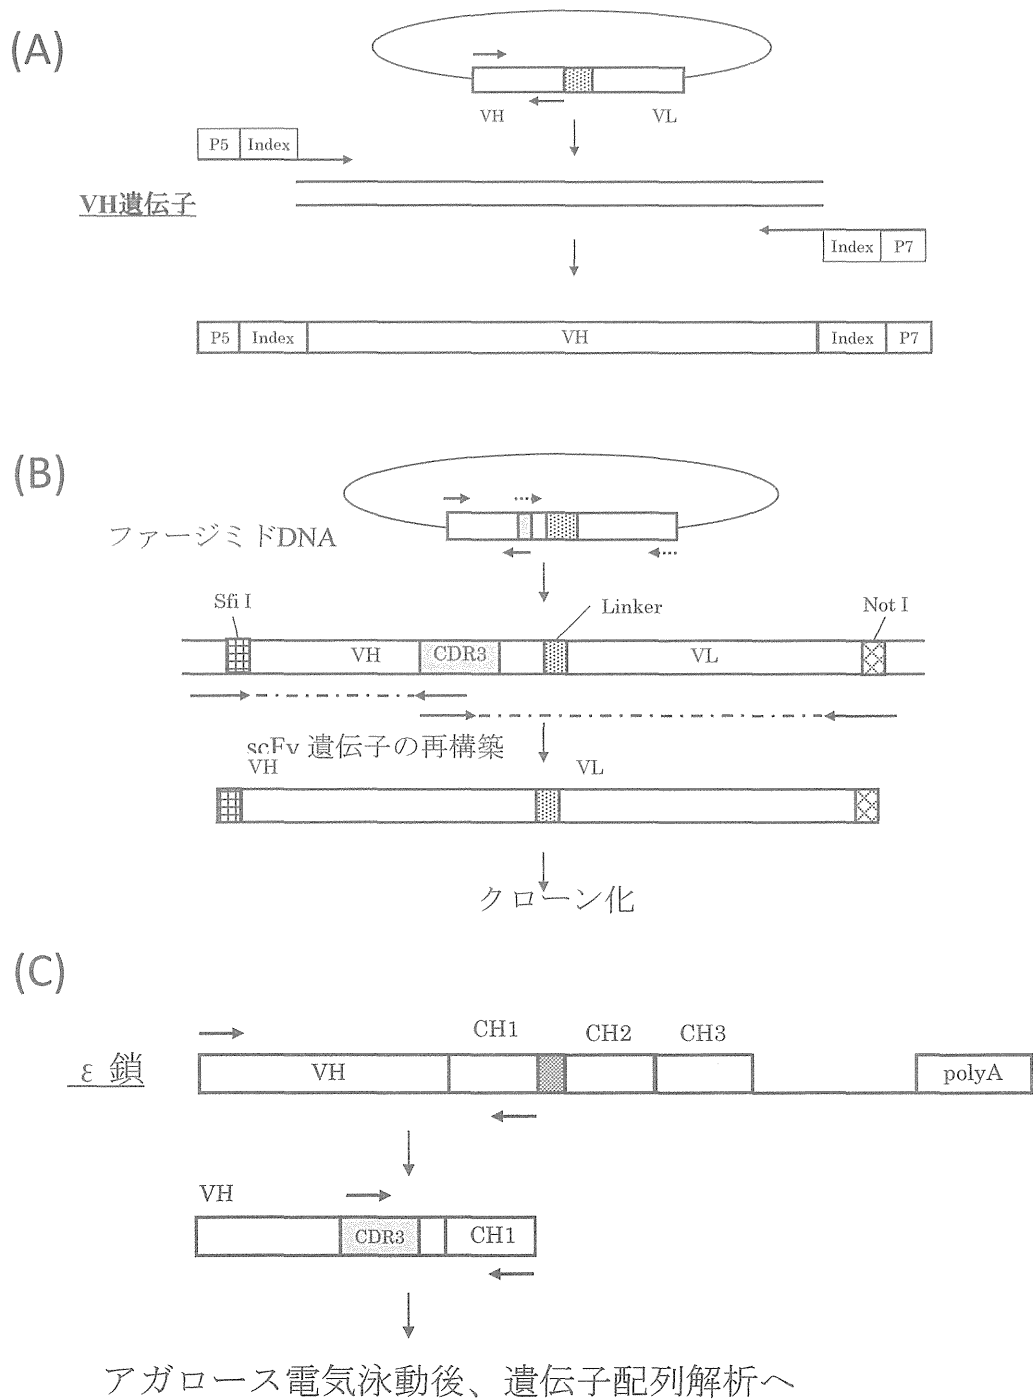 (A)
VH
VL
P5 Index
VH遺伝子
Index P7
P5 Index VH Index P7
(B)
ファージミドDNA
Sfi I
Linker
Not I
VH CDR3 VL
scFv 遺伝子の再構築
VH
VL
クローン化
(C)
CH1 CH2 CH3
ε 鎖
VH
polyA
VH
CDR3 CH1
アガロース電気泳動後、遺伝子配列解析へ